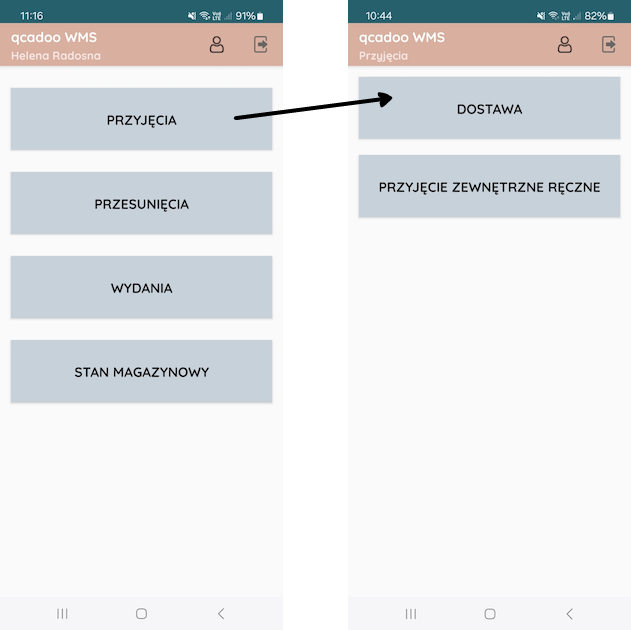 11:16
91%
qcadoo WMS
Helena Radosna
PRZYJĘCIA
PRZESUNIĘCIA
WYDANIA
STAN MAGAZYNOWY
10:44
82%
qcadoo WMS
Przyjęcia
DOSTAWA
PRZYJĘCIE ZEWNĘTRZNE RĘCZNE